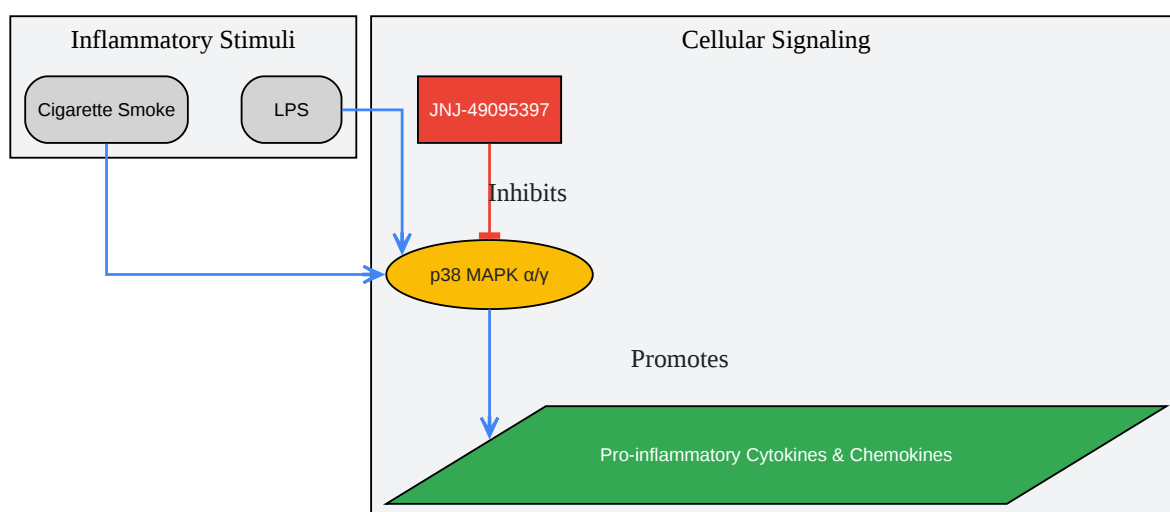 Inflammatory Stimuli
Cellular Signaling
Cigarette Smoke
LPS
JNJ-49095397
Inhibits
p38 MAPK α/γ
Promotes
Pro-inflammatory Cytokines & Chemokines